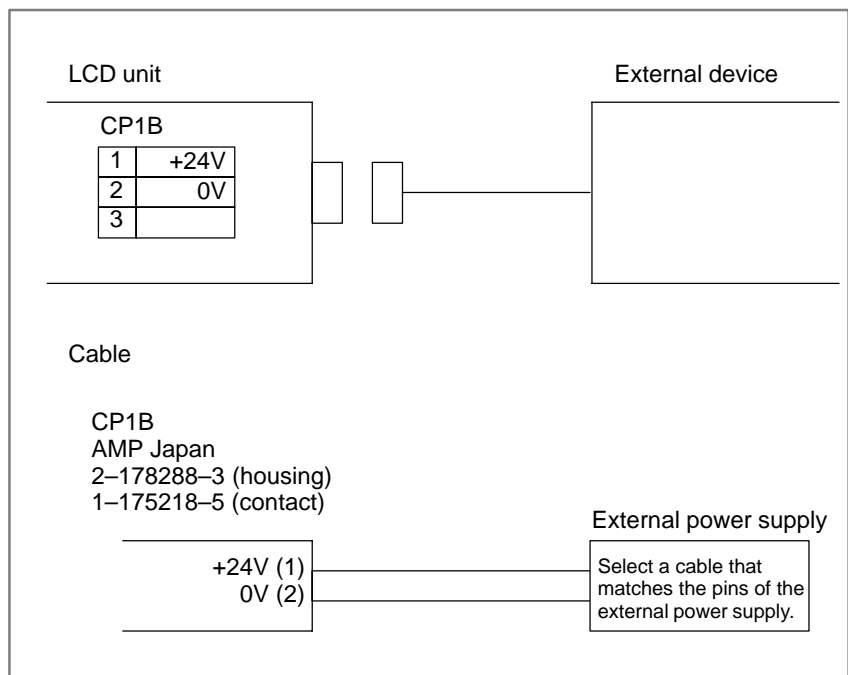 LCD unit
External device
CP1B
1 +24V
2 0V
3
Cable
CP1B
AMP Japan
2–178288–3 (housing)
1–175218–5 (contact)
External power supply
+24V (1)
0V (2)
Select a cable that
matches the pins of the
external power supply.